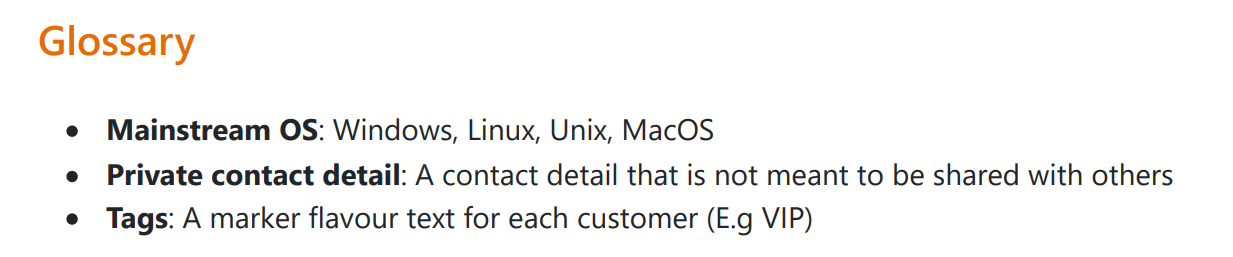 Glossary
• Mainstream OS: Windows, Linux, Unix, MacOS
• Private contact detail: A contact detail that is not meant to be shared with others
• Tags: A marker flavour text for each customer (E.g VIP)